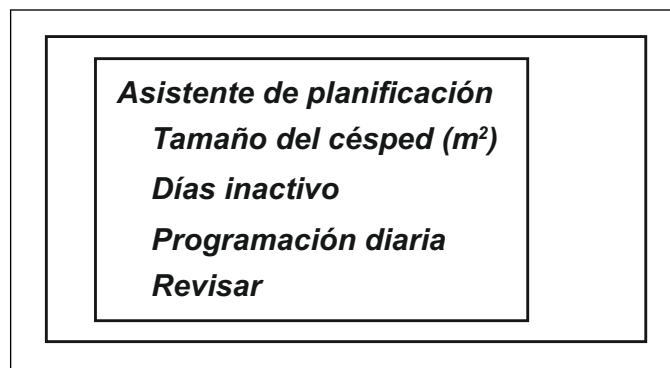 Asistente de planificación
Tamaño del césped (m²)
Días inactivo
Programación diaria
Revisar